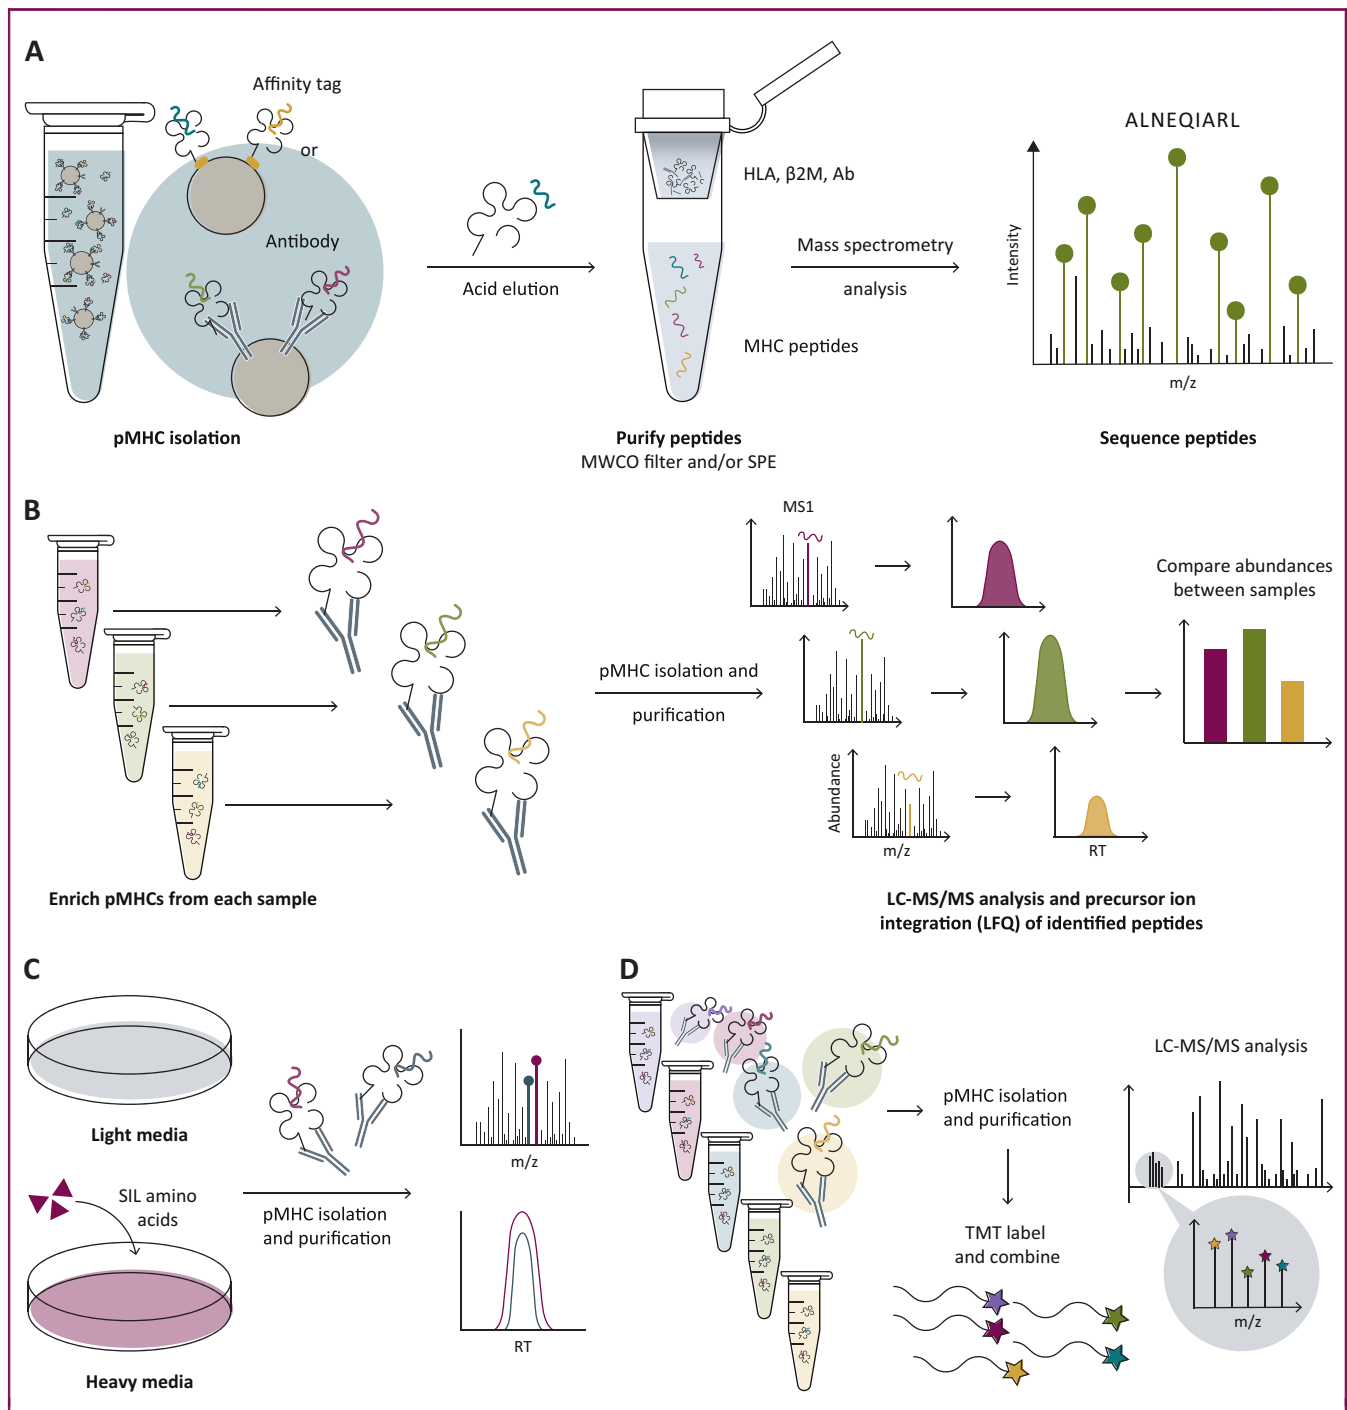 A
Affinity tag
or
Antibody
pMHC isolation
Acid elution
HLA, β2M, Ab
MHC peptides
Purify peptides
MWCO filter and/or SPE
Mass spectrometry
analysis
ALNEQIARL
Intensity
m/z
Sequence peptides
B
Enrich pMHCs from each sample
pMHC isolation and
purification
MS1
Abundance
m/z
RT
Compare abundances
between samples
LC-MS/MS analysis and precursor ion
integration (LFQ) of identified peptides
C
Light media
SIL amino
acids
Heavy media
pMHC isolation
and purification
m/z
RT
D
pMHC isolation
and purification
TMT label
and combine
LC-MS/MS analysis
m/z